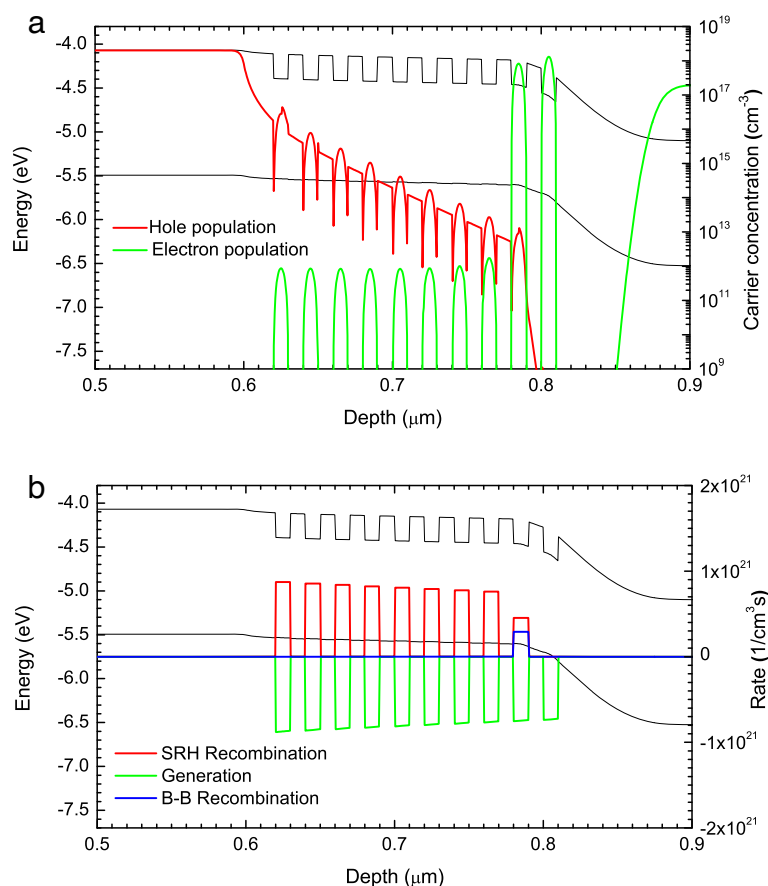 a
-4.0
-4.5
-5.0
-5.5
-6.0
-6.5
-7.0
-7.5
Energy (eV)
10^19
10^17
10^15
10^13
10^11
10^9
Carrier concentration (cm^-3)
Hole population
Electron population
0.5 0.6 0.7 0.8 0.9
Depth (μm)
b
-4.0
-4.5
-5.0
-5.5
-6.0
-6.5
-7.0
-7.5
Energy (eV)
2x10^21
1x10^21
0
-1x10^21
-2x10^21
Rate (1/cm^3s)
SRH Recombination
Generation
B-B Recombination
0.5 0.6 0.7 0.8 0.9
Depth (μm)